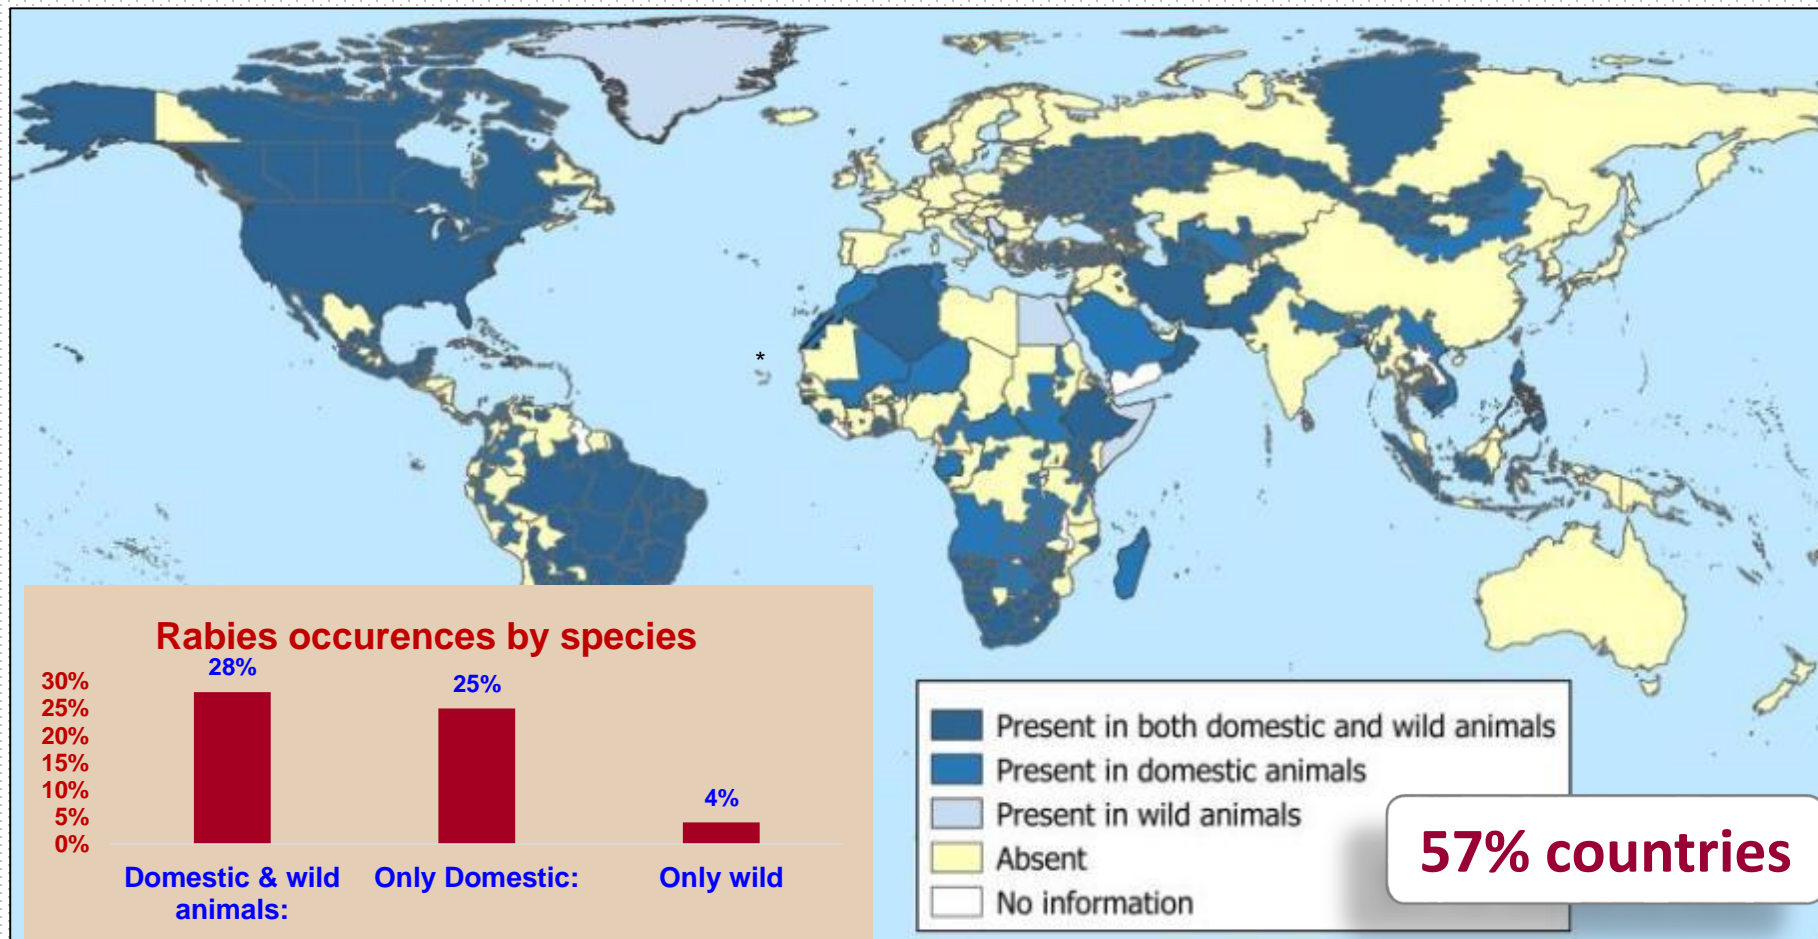 *
Rabies occurences by species
28%
25%
4%
30%
25%
20%
15%
10%
5%
0%
Domestic & wild
animals:
Only Domestic:
Only wild
Present in both domestic and wild animals
Present in domestic animals
Present in wild animals
Absent
No information
57% countries